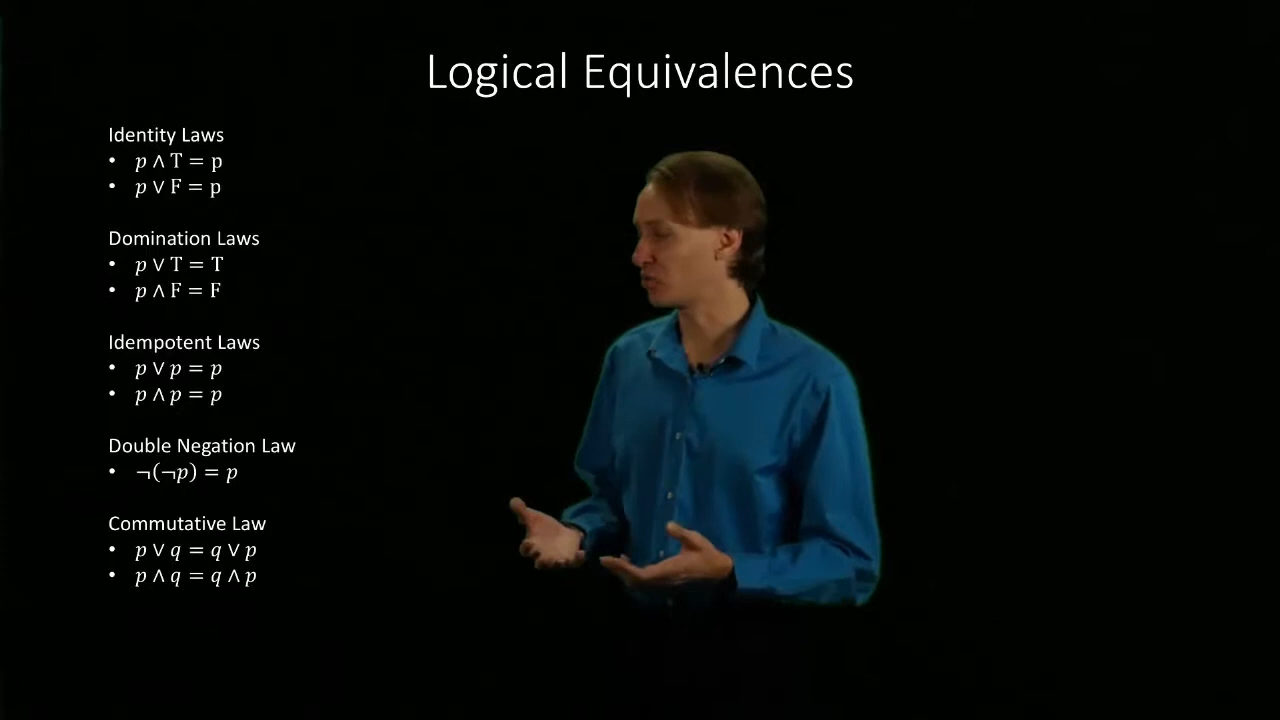 Logical Equivalences
Identity Laws
• p ∧ T = p
• p ∨ F = p
Domination Laws
• p ∨ T = T
• p ∧ F = F
Idempotent Laws
• p ∨ p = p
• p ∧ p = p
Double Negation Law
• ¬(¬p) = p
Commutative Law
• p ∨ q = q ∨ p
• p ∧ q = q ∧ p